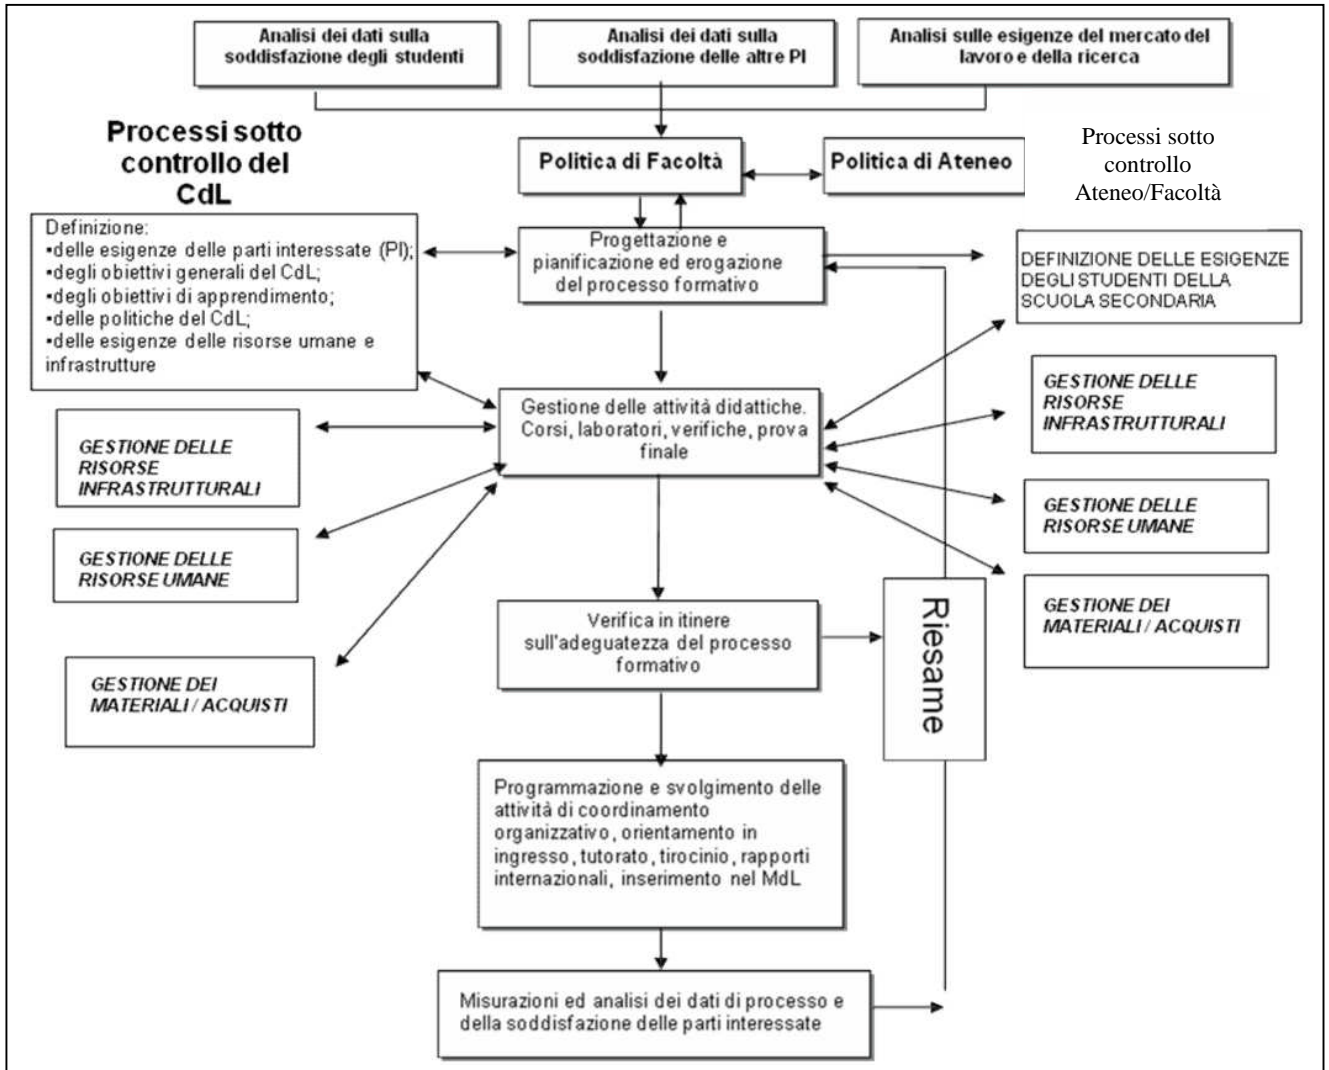 Analisi dei dati sulla
soddisfazione degli studenti
Analisi dei dati sulla
soddisfazione delle altre PI
Analisi sulle esigenze del mercato del
lavoro e della ricerca
Processi sotto
controllo del
CdL
Politica di Facoltà
Politica di Ateneo
Processi sotto
controllo
Ateneo/Facoltà
Definizione:
▪delle esigenze delle parti interessate (PI);
▪degli obiettivi generali del CdL;
▪degli obiettivi di apprendimento;
▪delle politiche del CdL;
▪delle esigenze delle risorse umane e
infrastrutture
Progettazione e
pianificazione ed erogazione
del processo formativo
DEFINIZIONE DELLE ESIGENZE
DEGLI STUDENTI DELLA
SCUOLA SECONDARIA
Gestione delle attività didattiche.
Corsi, laboratori, verifiche, prova
finale
GESTIONE DELLE
RISORSE
INFRASTRUTTURALI
GESTIONE DELLE
RISORSE
INFRASTRUTTURALI
GESTIONE DELLE
RISORSE UMANE
GESTIONE DELLE
RISORSE UMANE
Verifica in itinere
sull'adeguatezza del processo
formativo
Riesame
GESTIONE DEI
MATERIALI / ACQUISTI
GESTIONE DEI
MATERIALI / ACQUISTI
Programmazione e svolgimento delle
attività di coordinamento
organizzativo, orientamento in
ingresso, tutorato, tirocinio, rapporti
internazionali, inserimento nel MdL
Misurazioni ed analisi dei dati di processo e
della soddisfazione delle parti interessate